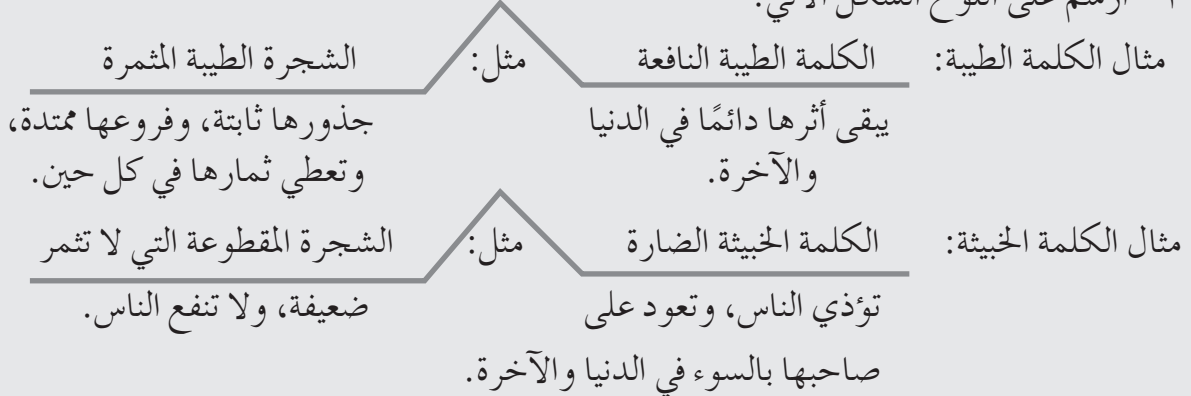 ارسم على اللوح الشكل الآتي:
مثال الكلمة الطيبة: الكلمة الطيبة النافعة مثل: الشجرة الطيبة المثمرة
يبقى أثرها دائمًا في الدنيا جذورها ثابتة، وفروعها ممتدة،
والآخرة. وتعطي ثمارها في كل حين.
مثال الكلمة الخبيثة: الكلمة الخبيثة الضارة مثل: الشجرة المقطوعة التي لا تثمر
تؤذي الناس، وتعود على ضعيفة، ولا تنفع الناس.
صاحبها بالسوء في الدنيا والآخرة.